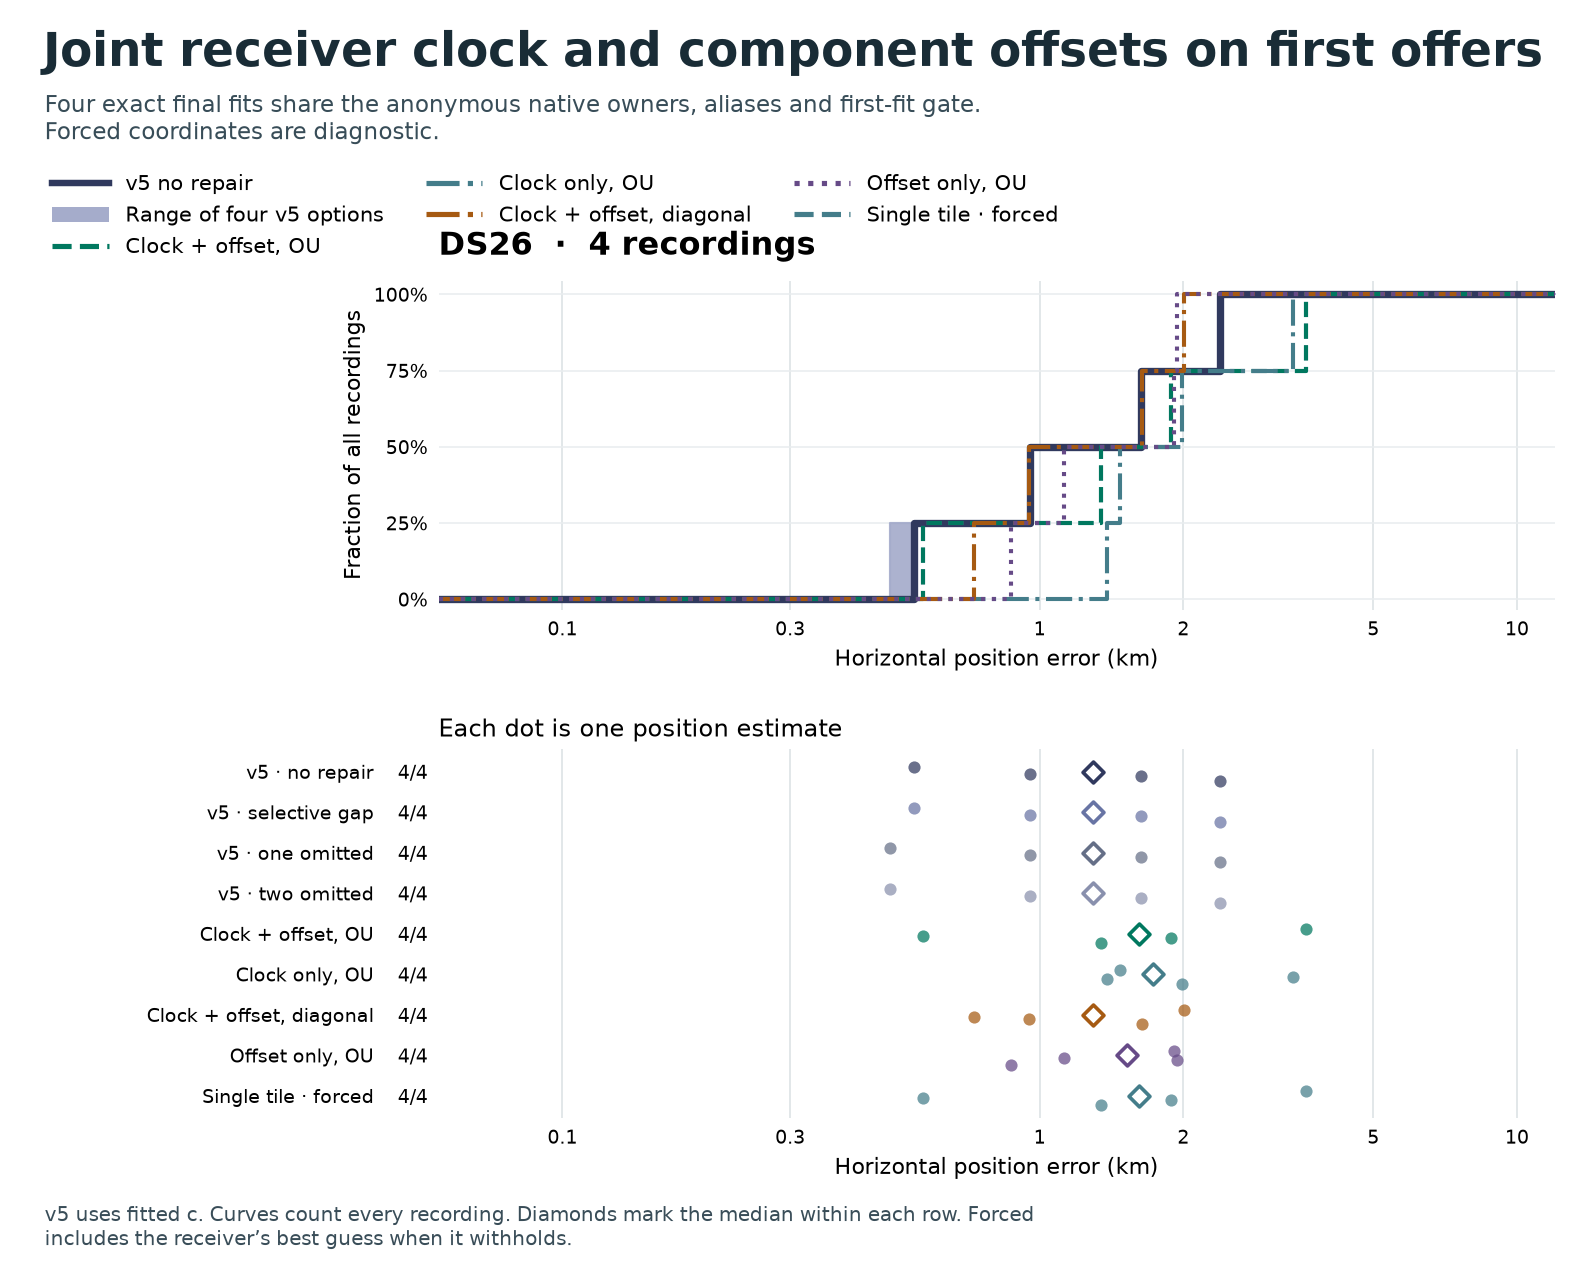 Joint receiver clock and component offsets on first offers
Four exact final fits share the anonymous native owners, aliases and first-fit gate.
Forced coordinates are diagnostic.
v5 no repair
Range of four v5 options
Clock + offset, OU
Clock only, OU
Clock + offset, diagonal
Offset only, OU
Single tile · forced
DS26 · 4 recordings
Fraction of all recordings
100%
75%
50%
25%
0%
0.1 0.3 1 2 5 10
Horizontal position error (km)
Each dot is one position estimate
v5 · no repair 4/4
v5 · selective gap 4/4
v5 · one omitted 4/4
v5 · two omitted 4/4
Clock + offset, OU 4/4
Clock only, OU 4/4
Clock + offset, diagonal 4/4
Offset only, OU 4/4
Single tile · forced 4/4
0.1 0.3 1 2 5 10
Horizontal position error (km)
v5 uses fitted c. Curves count every recording. Diamonds mark the median within each row. Forced
includes the receiver’s best guess when it withholds.